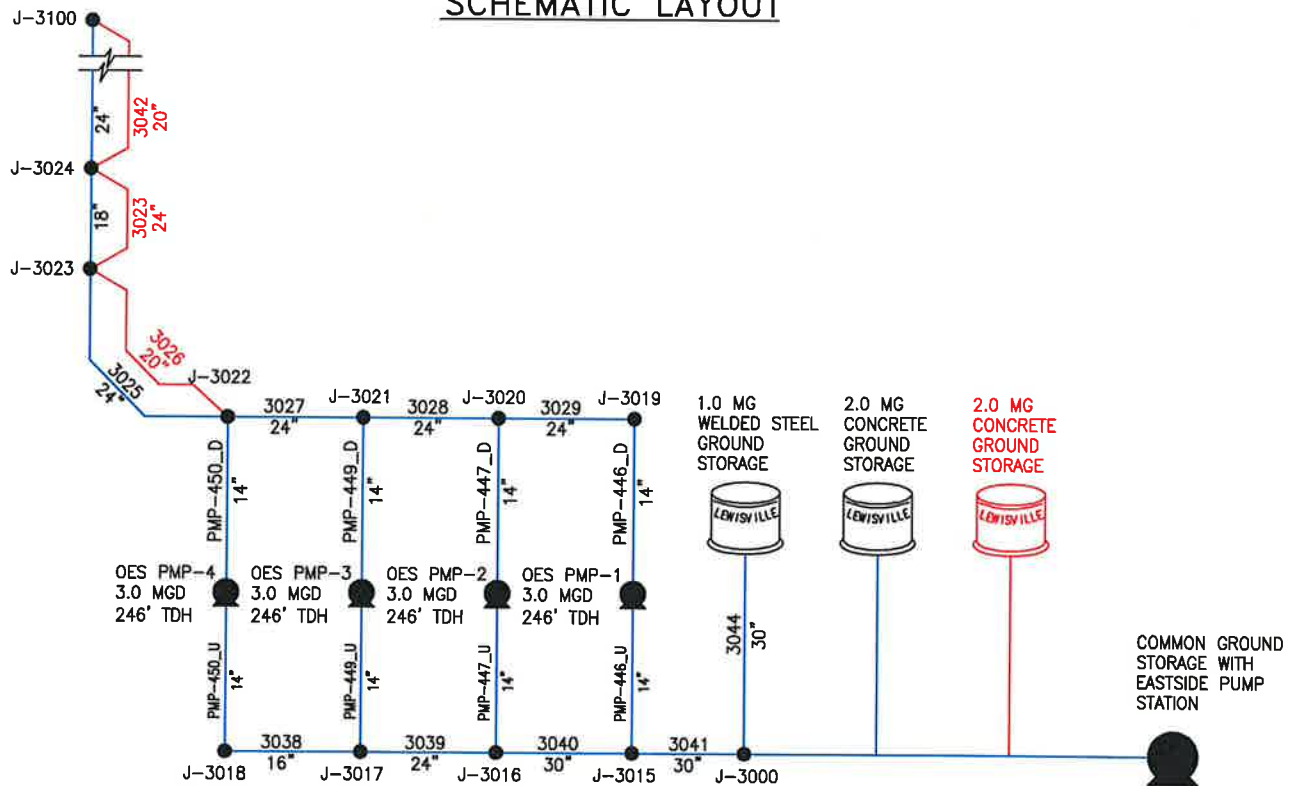 SCHEMATIC LAYOUT
J-3100
24"
3042
20"
J-3024
18"
3023
24"
J-3023
3026
20"
3025
24"
J-3022
3027
24"
J-3021
3028
24"
J-3020
3029
24"
J-3019
1.0 MG
WELDED STEEL
GROUND
STORAGE
2.0 MG
CONCRETE
GROUND
STORAGE
2.0 MG
CONCRETE
GROUND
STORAGE
LEWISVILLE
LEWISVILLE
LEWISVILLE
PMP-450_D
14"
PMP-449_D
14"
PMP-447_D
14"
PMP-446_D
14"
OES PMP-4
3.0 MGD
246' TDH
OES PMP-3
3.0 MGD
246' TDH
OES PMP-2
3.0 MGD
246' TDH
OES PMP-1
3.0 MGD
246' TDH
PMP-450_U
14"
PMP-449_U
14"
PMP-447_U
14"
PMP-446_U
14"
3044
30"
COMMON GROUND
STORAGE WITH
EASTSIDE PUMP
STATION
J-3018
3038
16"
J-3017
3039
24"
J-3016
3040
30"
J-3015
3041
30"
J-3000